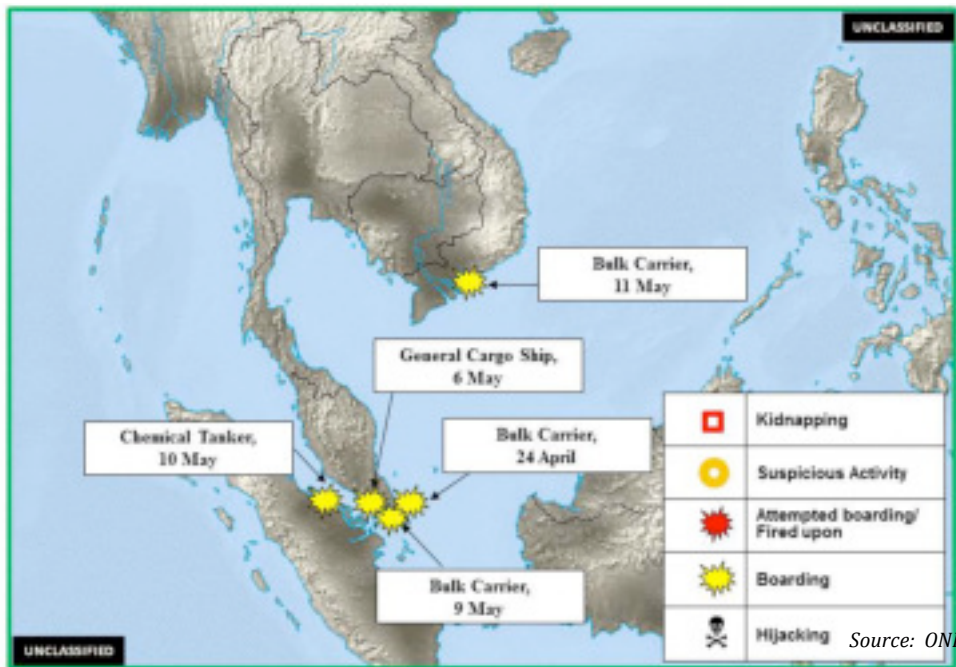 UNCLASSIFIED
Bulk Carrier,
11 May
General Cargo Ship,
6 May
Chemical Tanker,
10 May
Bulk Carrier,
24 April
Bulk Carrier,
9 May
Kidnapping
Suspicious Activity
Attempted boarding/
Fired upon
Boarding
Hijacking
Source: ONI
UNCLASSIFIED